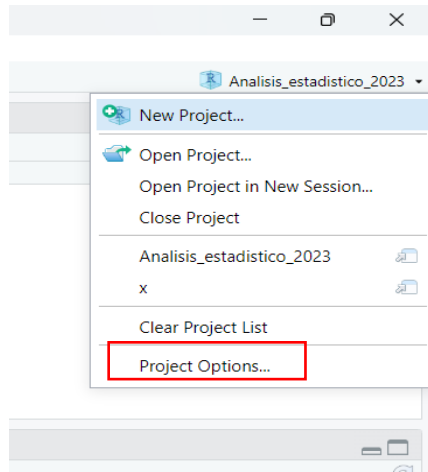 Analisis_estadistico_2023
New Project...
Open Project...
Open Project in New Session...
Close Project
Analisis_estadistico_2023
x
Clear Project List
Project Options...